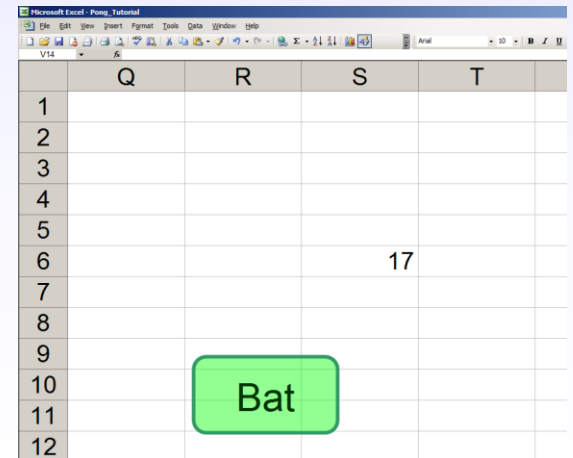 Microsoft Excel - Pong_Tutorial
File Edit View Insert Format Tools Data Window Help
Arial 10 B I U
V14 fx
Q R S T
1
2
3
4
5
6 17
7
8
9
10
Bat
11
12